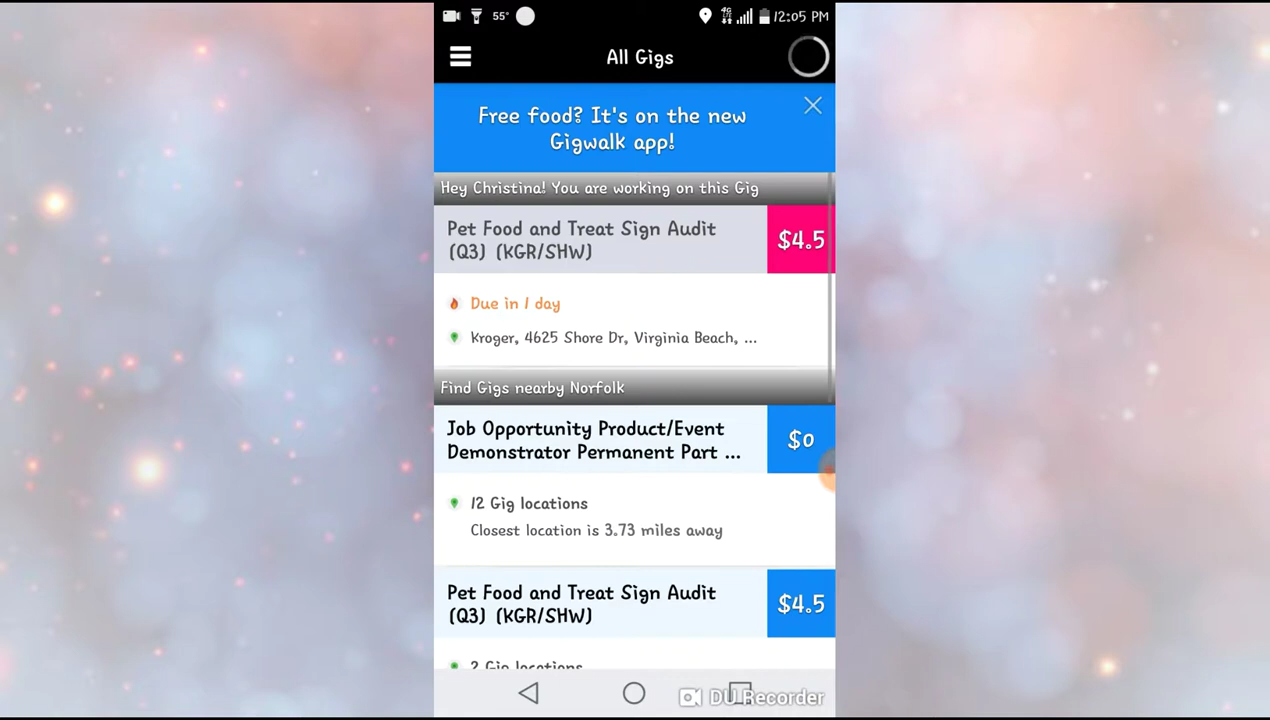 55°
4G LTE
12:05 PM
All Gigs
Free food? It's on the new
Gigwalk app!
Hey Christina! You are working on this Gig
Pet Food and Treat Sign Audit
(Q3) (KGR/SHW)
$4.5
Due in 1 day
Kroger, 4625 Shore Dr, Virginia Beach, ...
Find Gigs nearby Norfolk
Job Opportunity Product/Event
Demonstrator Permanent Part ...
$0
12 Gig locations
Closest location is 3.73 miles away
Pet Food and Treat Sign Audit
(Q3) (KGR/SHW)
$4.5
2 Gig locations
DU Recorder